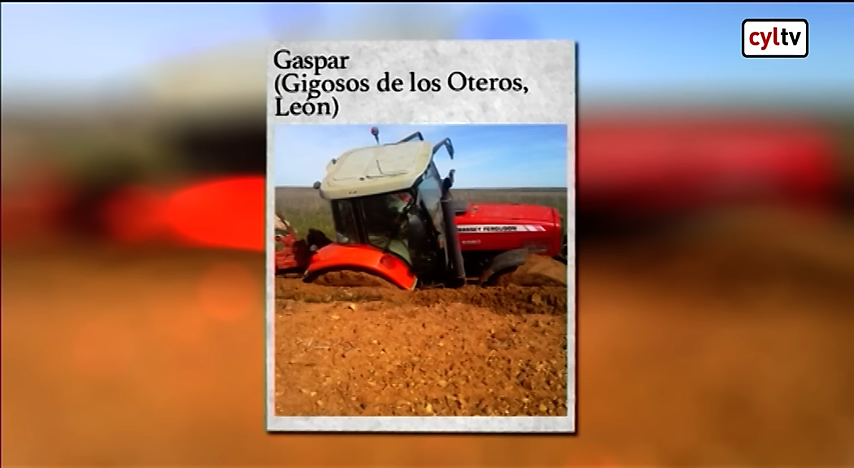 cyltv
Gaspar
(Gigosos de los Oteros,
León)
MASSEY FERGUSON